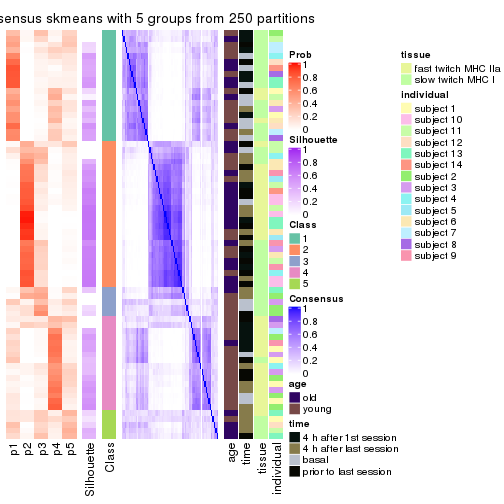 sensus skmeans with 5 groups from 250 partitions
Prob
1
0.8
0.6
0.4
0.2
0
Silhouette
1
0.8
0.6
0.4
0.2
0
Class
1
2
3
4
5
Consensus
1
0.8
0.6
0.4
0.2
0
age
old
young
time
4 h after 1st session
4 h after last session
basal
prior to last session
tissue
fast twitch MHC IIa
slow twitch MHC I
individual
subject 1
subject 10
subject 11
subject 12
subject 13
subject 14
subject 2
subject 3
subject 4
subject 5
subject 6
subject 7
subject 8
subject 9
p1
p2
p3
p4
p5
Silhouette
Class
age
time
tissue
individual